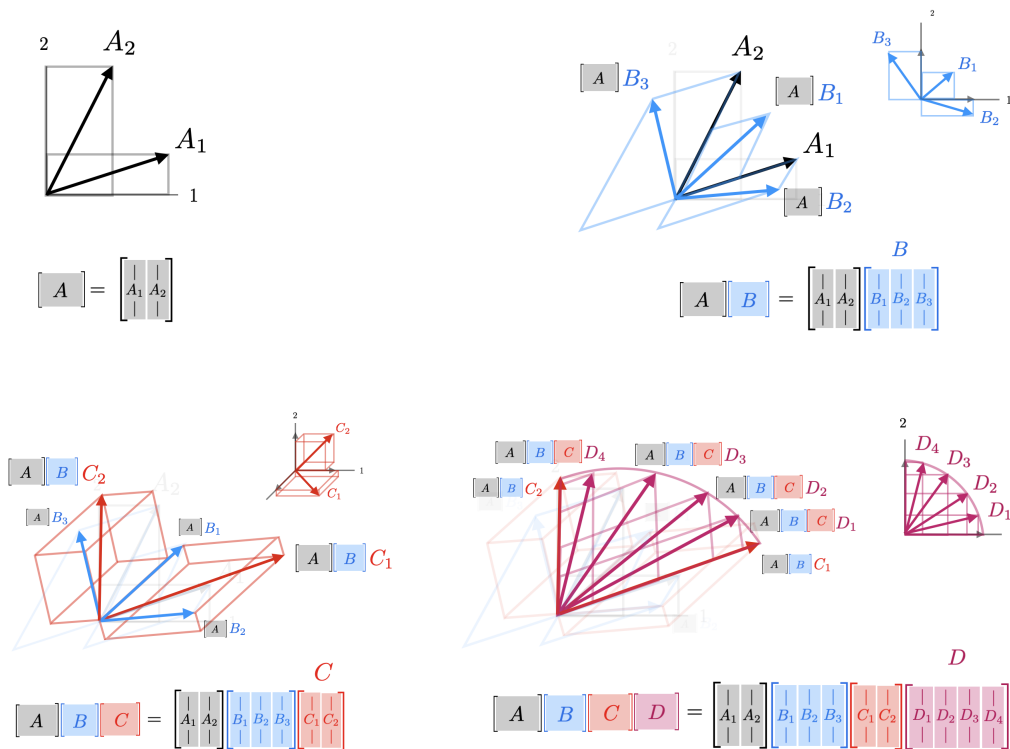 2
A₂
A₁
1
[A] = [A₁ A₂]
2
B₃
B₁
B₂
1
2
A₂
[A] B₃
[A] B₁
A₁
[A] B₂
B
[A][B] = [A₁ A₂][B₁ B₂ B₃]
2
C₂
1
C₁
[A][B] C₂
A₂
[A] B₃
[A] B₁
[A][B] C₁
[A] B₂
C
[A][B][C] = [A₁ A₂][B₁ B₂ B₃][C₁ C₂]
2
D₄
D₃
D₂
D₁
[A][B][C] D₄
[A][B][C] D₃
[A][B] C₂
[A][B][C] D₂
[A][B][C] D₁
[A][B] C₁
1
D
[A][B][C][D] = [A₁ A₂][B₁ B₂ B₃][C₁ C₂][D₁ D₂ D₃ D₄]